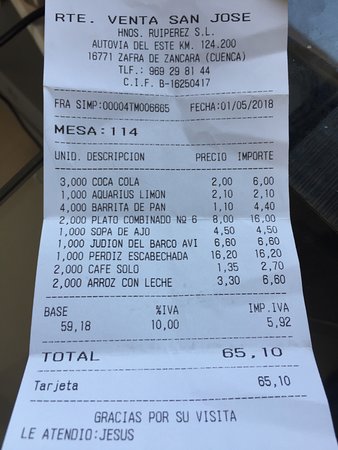 RTE. VENTA SAN JOSE
HNOS. RUIPEREZ S.L.
AUTOVIA DEL ESTE KM. 124.200
16771 ZAFRA DE ZANCARA (CUENCA)
TLF.: 969 29 81 44
C.I.F. B-16250417
FRA SIMP:00004TM006665 FECHA:01/05/2018
MESA:114
UNID. DESCRIPCION PRECIO IMPORTE
3,000 COCA COLA 2,00 6,00
1,000 AQUARIUS LIMON 2,10 2,10
4,000 BARRITA DE PAN 1,10 4,40
2,000 PLATO COMBINADO Nº 6 8,00 16,00
1,000 SOPA DE AJO 4,50 4,50
1,000 JUDION DEL BARCO AVI 6,60 6,60
1,000 PERDIZ ESCABECHADA 16,20 16,20
2,000 CAFE SOLO 1,35 2,70
2,000 ARROZ CON LECHE 3,30 6,60
BASE %IVA IMP.IVA
59,18 10,00 5,92
TOTAL 65,10
Tarjeta 65,10
GRACIAS POR SU VISITA
LE ATENDIO:JESUS